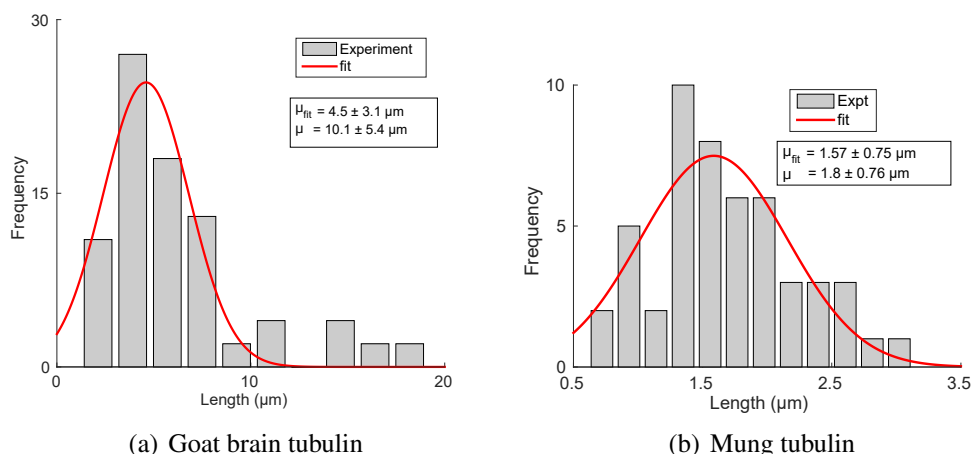 30
15
0
Frequency
Experiment
fit
μfit = 4.5 ± 3.1 μm
μ = 10.1 ± 5.4 μm
0
10
20
Length (μm)
(a) Goat brain tubulin
10
5
0
Frequency
Expt
fit
μfit = 1.57 ± 0.75 μm
μ = 1.8 ± 0.76 μm
0.5
1.5
2.5
3.5
Length (μm)
(b) Mung tubulin